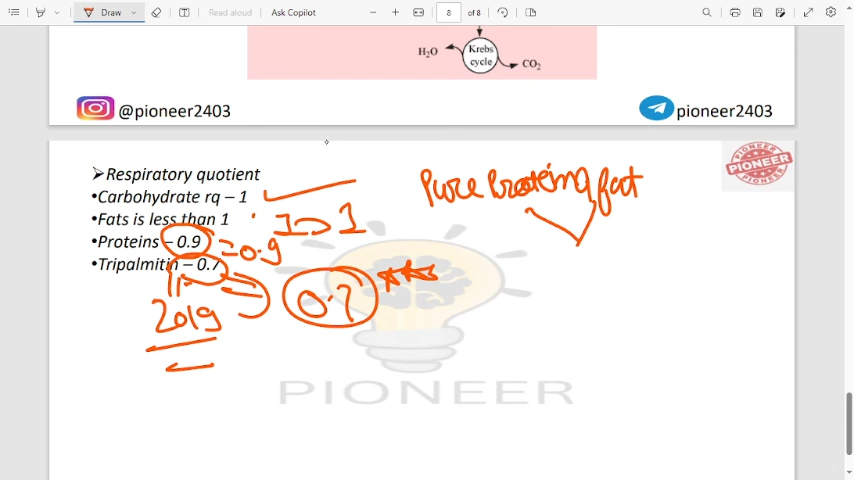 Draw
Read aloud
Ask Copilot
8
of 8
H₂O
Krebs
cycle
CO₂
@pioneer2403
pioneer2403
➢Respiratory quotient
•Carbohydrate rq – 1
•Fats is less than 1
•Proteins – 0.9
•Tripalmitin – 0.7
Pure Proteing fat
= 0.9
0.7
2019
PIONEER
PIONEER